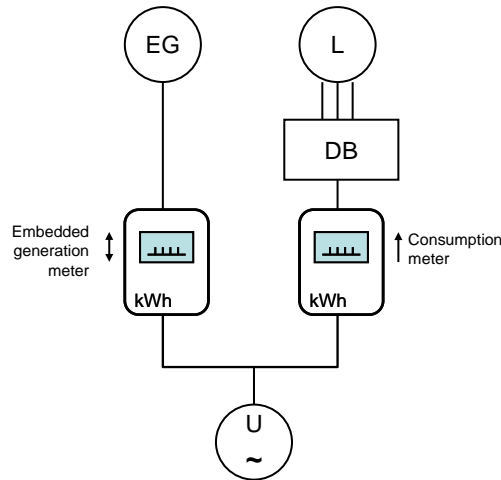 EG
L
DB
Embedded
generation
meter
Consumption
meter
kWh
kWh
U
~